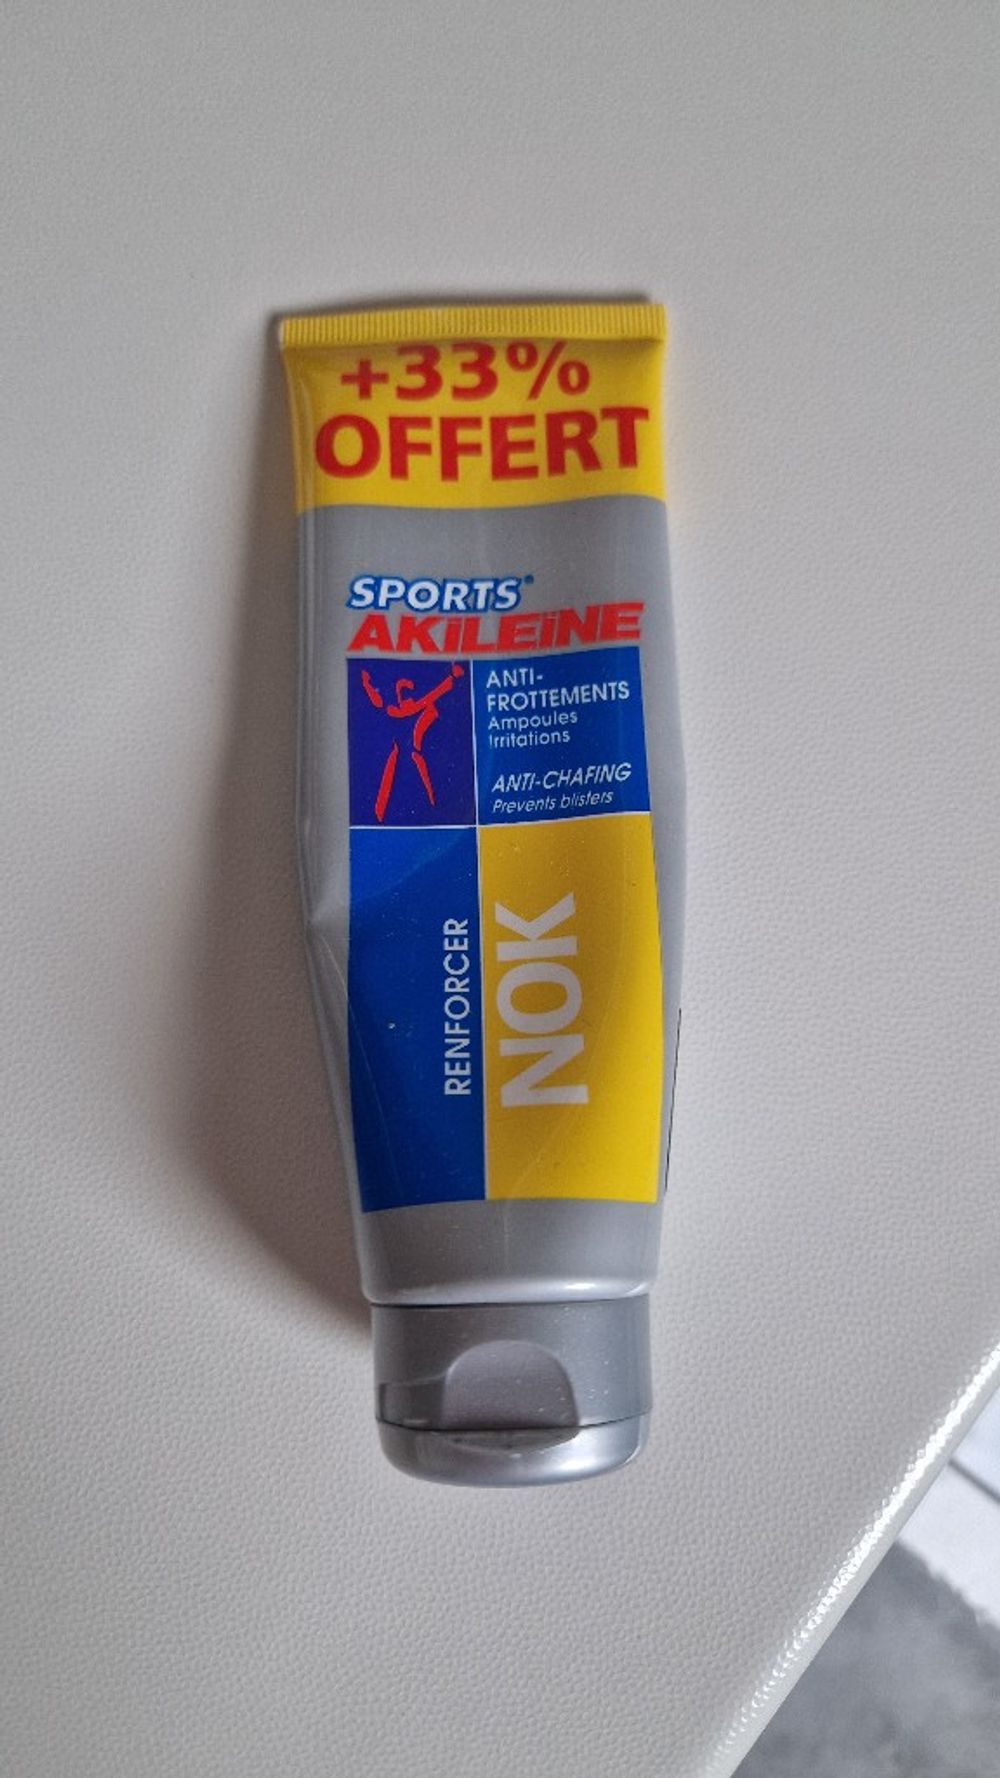 +33%
OFFERT
SPORTS
AKiLEiNE
ANTI-
FROTTEMENTS
Ampoules
Irritations
ANTI-CHAFING
Prevents blisters
RENFORCER
NOK